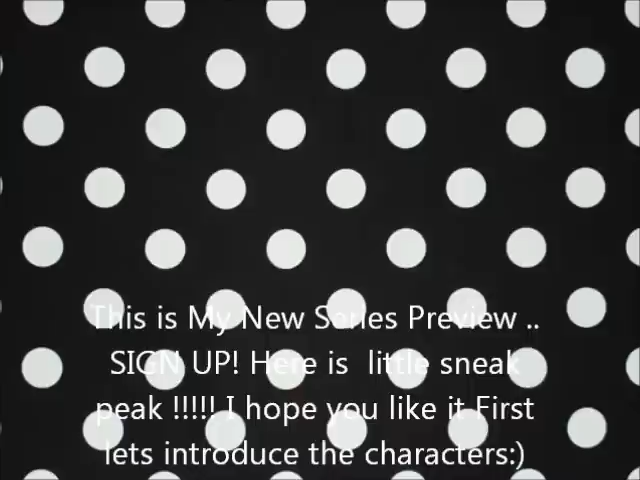 This is My New Series Preview ..
SIGN UP! Here is  little sneak
peak !!!!! I hope you like it First
lets introduce the characters:)